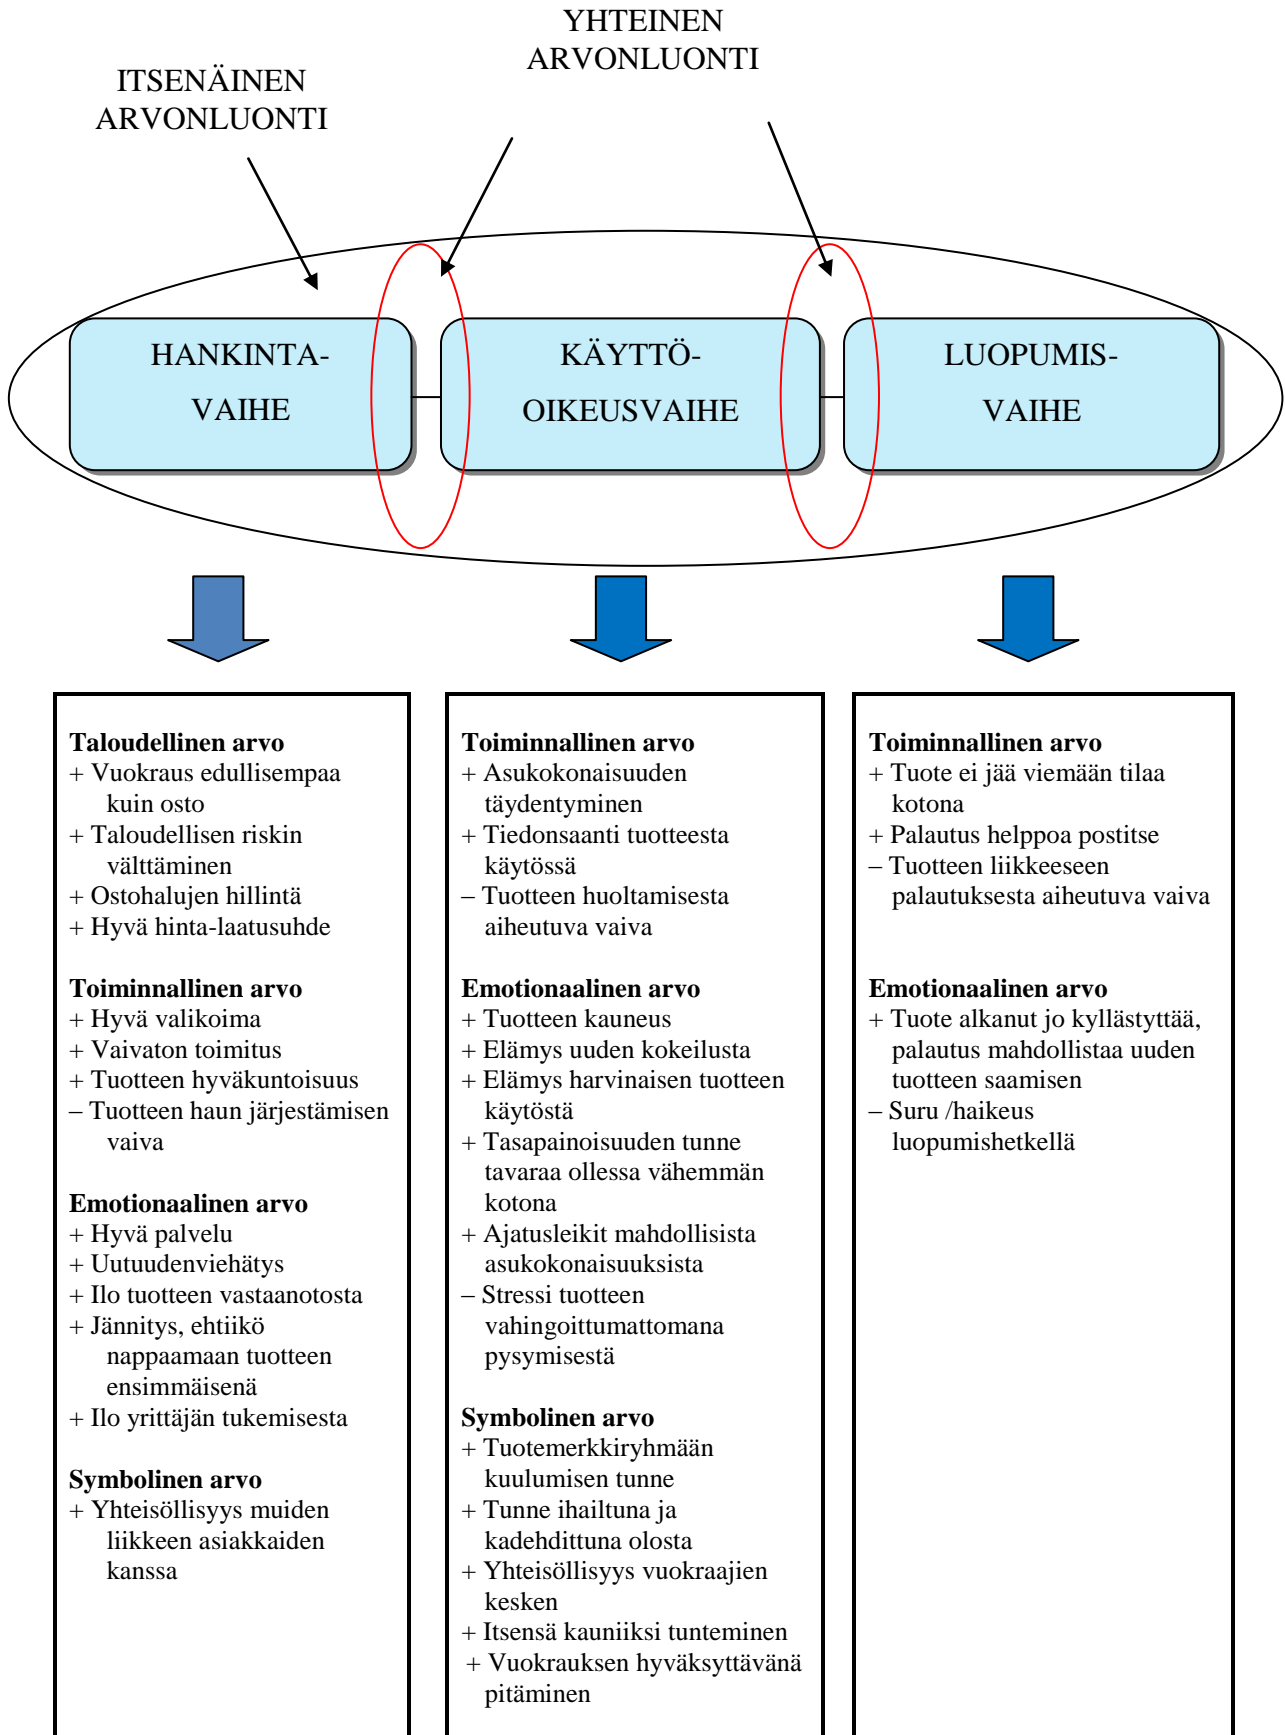 YHTEINEN
ARVONLUONTI
ITSENÄINEN
ARVONLUONTI
HANKINTA-
VAIHE
KÄYTTÖ-
OIKEUSVAIHE
LUOPUMIS-
VAIHE
Taloudellinen arvo
+ Vuokraus edullisempaa
kuin osto
+ Taloudellisen riskin
välttäminen
+ Ostohalujen hillintä
+ Hyvä hinta-laatusuhde
Toiminnallinen arvo
+ Hyvä valikoima
+ Vaivaton toimitus
+ Tuotteen hyväkuntoisuus
– Tuotteen haun järjestämisen
vaiva
Emotionaalinen arvo
+ Hyvä palvelu
+ Uutuudenviehätys
+ Ilo tuotteen vastaanotosta
+ Jännitys, ehtiikö
nappaamaan tuotteen
ensimmäisenä
+ Ilo yrittäjän tukemisesta
Symbolinen arvo
+ Yhteisöllisyys muiden
liikkeen asiakkaiden
kanssa
Toiminnallinen arvo
+ Asukokonaisuuden
täydentyminen
+ Tiedonsaanti tuotteesta
käytössä
– Tuotteen huoltamisesta
aiheutuva vaiva
Emotionaalinen arvo
+ Tuotteen kauneus
+ Elämys uuden kokeilusta
+ Elämys harvinaisen tuotteen
käytöstä
+ Tasapainoisuuden tunne
tavaraa ollessa vähemmän
kotona
+ Ajatusleikit mahdollisista
asukokonaisuuksista
– Stressi tuotteen
vahingoittumattomana
pysymisestä
Symbolinen arvo
+ Tuotemerkkiryhmään
kuulumisen tunne
+ Tunne ihailtuna ja
kadehdittuna olosta
+ Yhteisöllisyys vuokraajien
kesken
+ Itsensä kauniiksi tunteminen
+ Vuokrauksen hyväksyttävänä
pitäminen
Toiminnallinen arvo
+ Tuote ei jää viemään tilaa
kotona
+ Palautus helppoa postitse
– Tuotteen liikkeeseen
palautuksesta aiheutuva vaiva
Emotionaalinen arvo
+ Tuote alkanut jo kyllästyttää,
palautus mahdollistaa uuden
tuotteen saamisen
– Suru /haikeus
luopumishetkellä